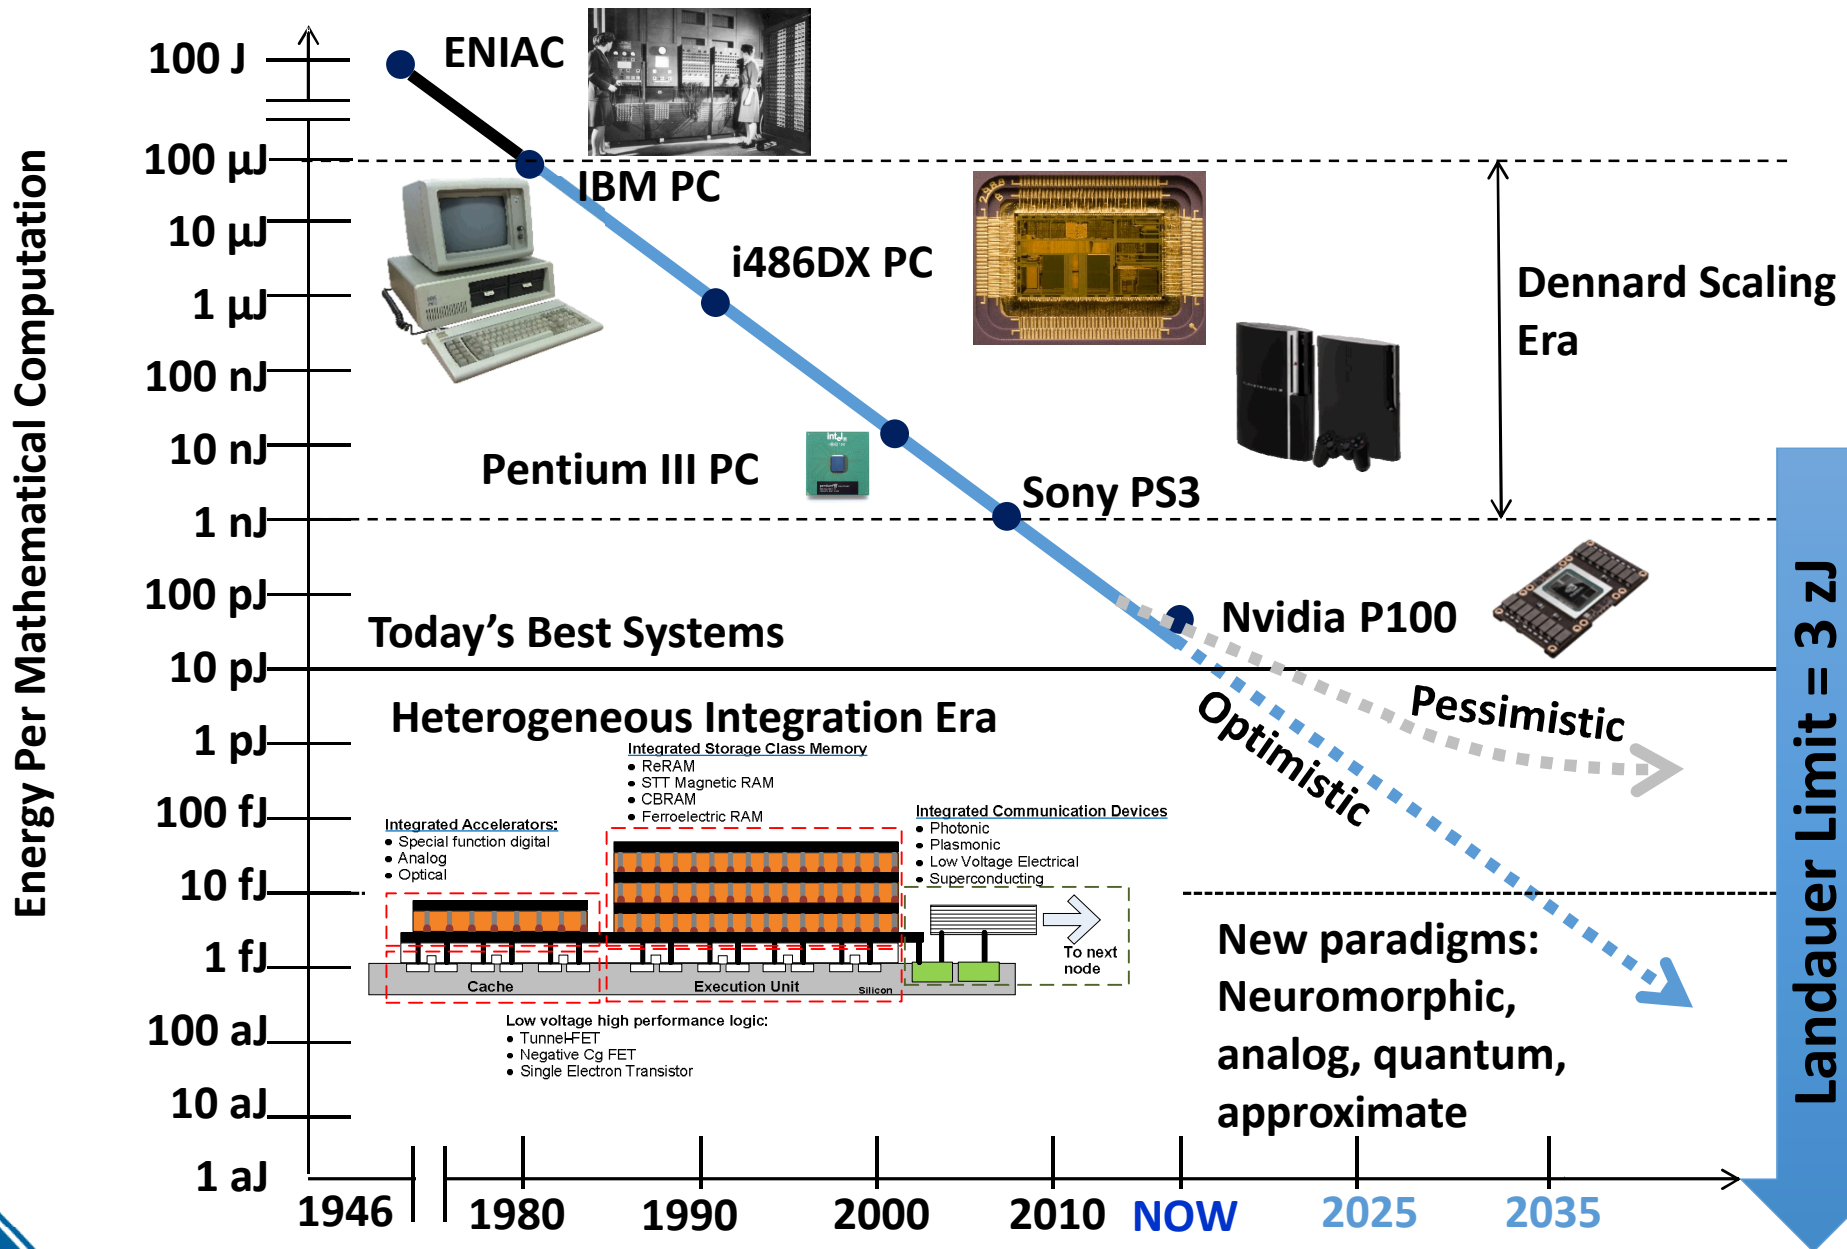 Energy Per Mathematical Computation
100 J
100 µJ
10 µJ
1 µJ
100 nJ
10 nJ
1 nJ
100 pJ
10 pJ
1 pJ
100 fJ
10 fJ
1 fJ
100 aJ
10 aJ
1 aJ
ENIAC
IBM PC
i486DX PC
Dennard Scaling
Era
Pentium III PC
intel
Sony PS3
Nvidia P100
Today's Best Systems
Pessimistic
Optimistic
Landauer Limit = 3 zJ
Heterogeneous Integration Era
Integrated Storage Class Memory
● ReRAM
● STT Magnetic RAM
● CBRAM
● Ferroelectric RAM
Integrated Accelerators:
● Special function digital
● Analog
● Optical
Integrated Communication Devices
● Photonic
● Plasmonic
● Low Voltage Electrical
● Superconducting
To next
node
Cache
Execution Unit
Silicon
Low voltage high performance logic:
● Tunnel-FET
● Negative Cg FET
● Single Electron Transistor
New paradigms:
Neuromorphic,
analog, quantum,
approximate
1946
1980
1990
2000
2010
NOW
2025
2035